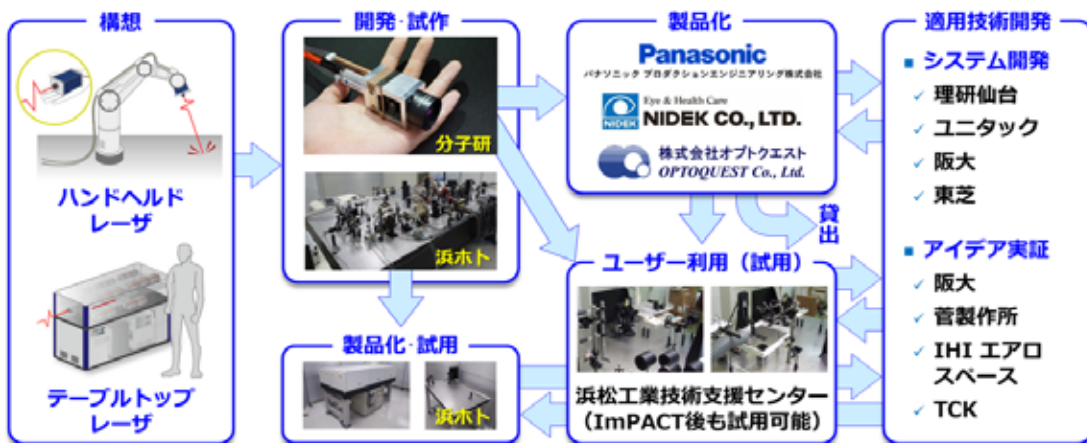 構想
ハンドヘルド
レーザ
テーブルトップ
レーザ
開発･試作
分子研
浜ホト
製品化･試用
浜ホト
製品化
Panasonic
パナソニック プロダクションエンジニアリング株式会社
Eye & Health Care
NIDEK CO., LTD.
NIDEK
株式会社オプトクエスト
OPTOQUEST Co., Ltd.
貸出
ユーザー利用（試用）
浜松工業技術支援センター
（ImPACT後も試用可能）
適用技術開発
システム開発
理研仙台
ユニタック
阪大
東芝
アイデア実証
阪大
菅製作所
IHI エアロ
スペース
TCK